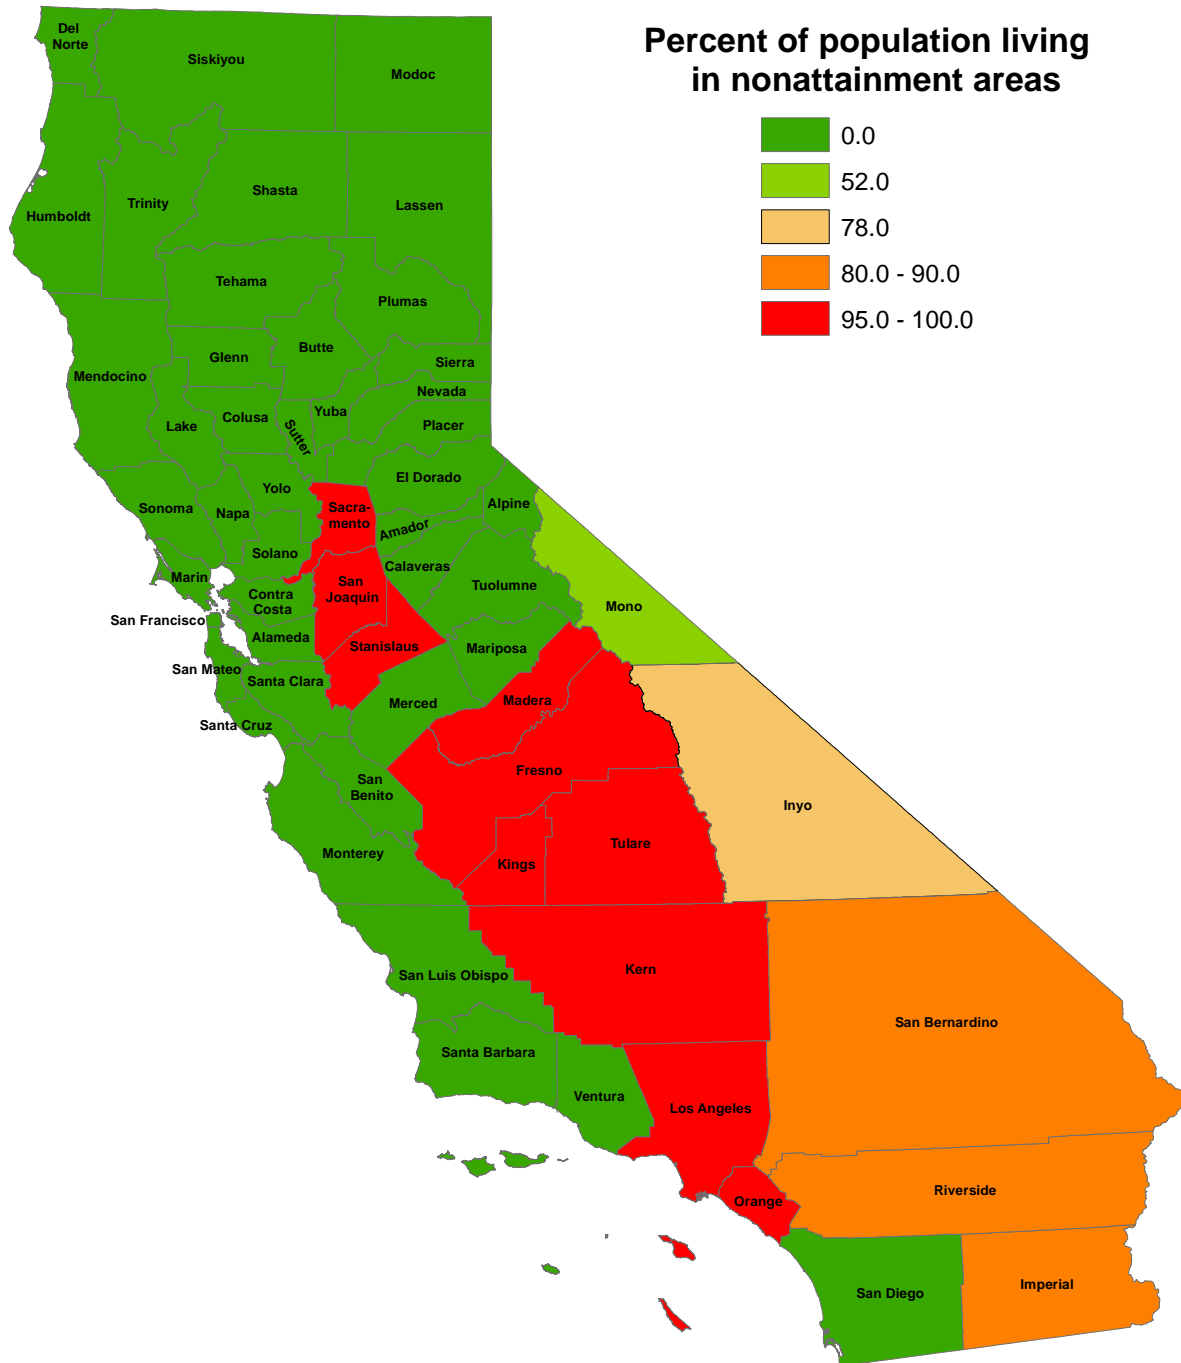 Percent of population living
in nonattainment areas
0.0
52.0
78.0
80.0 - 90.0
95.0 - 100.0
Del
Norte
Siskiyou
Modoc
Humboldt
Trinity
Shasta
Lassen
Tehama
Plumas
Mendocino
Glenn
Butte
Sierra
Nevada
Lake
Colusa
Sutter
Yuba
Placer
El Dorado
Yolo
Alpine
Sonoma
Napa
Sacra-
mento
Amador
Solano
Calaveras
Marin
Contra
Costa
San
Joaquin
Tuolumne
Mono
San Francisco
Alameda
Stanislaus
Mariposa
San Mateo
Santa Clara
Merced
Madera
Santa Cruz
Fresno
San
Benito
Inyo
Monterey
Kings
Tulare
San Luis Obispo
Kern
San Bernardino
Santa Barbara
Ventura
Los Angeles
Orange
Riverside
San Diego
Imperial